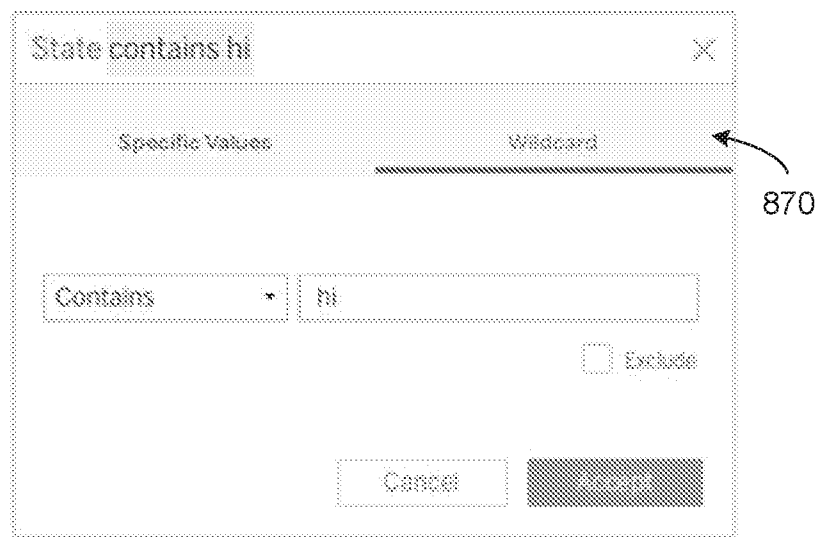 State contains hi
Specific Values
Wildcard
870
Contains
hi
Exclude
Cancel